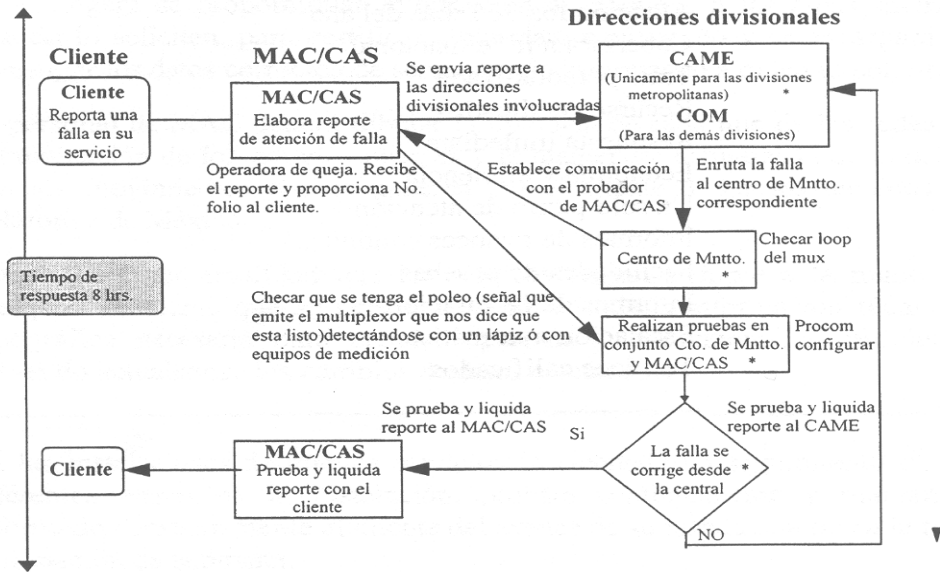 Direcciones divisionales
Cliente
MAC/CAS
Cliente
Reporta una
falla en su
servicio
MAC/CAS
Elabora reporte
de atención de falla
Se envía reporte a
las direcciones
divisionales involucradas
CAME
(Unicamente para las divisiones
metropolitanas) *
COM
(Para las demás divisiones)
Operadora de queja. Recibe
el reporte y proporciona No.
folio al cliente.
Establece comunicación
con el probador
de MAC/CAS
Enruta la falla
al centro de Mntto.
correspondiente
Centro de Mntto.
*
Checar loop
del mux
Tiempo de
respuesta 8 hrs.
Checar que se tenga el poleo (señal que
emite el multiplexor que nos dice que
esta listo)detectándose con un lápiz ó con
equipos de medición
Realizan pruebas en
conjunto Cto. de Mntto.
y MAC/CAS *
Procom
configurar
Se prueba y liquida
reporte al MAC/CAS
Si
Se prueba y liquida
reporte al CAME
La falla se
corrige desde *
la central
NO
MAC/CAS
Prueba y liquida
reporte con el
cliente
Cliente